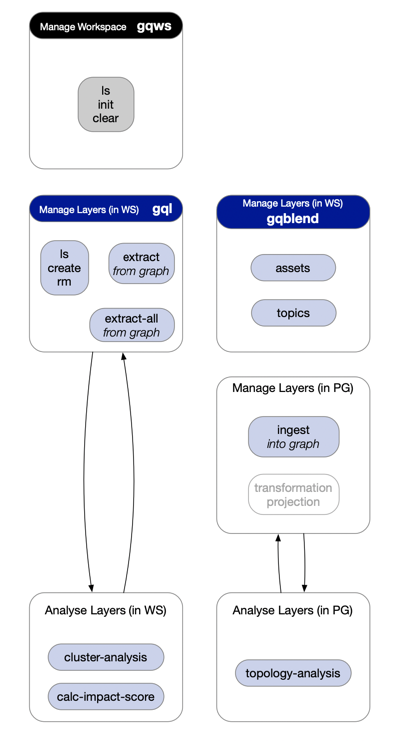 Manage Workspace gqws
ls
init
clear
Manage Layers (in WS) gql
ls
create
rm
extract
from graph
extract-all
from graph
Manage Layers (in WS)
gqblend
assets
topics
Manage Layers (in PG)
ingest
into graph
transformation
projection
Analyse Layers (in WS)
cluster-analysis
calc-impact-score
Analyse Layers (in PG)
topology-analysis